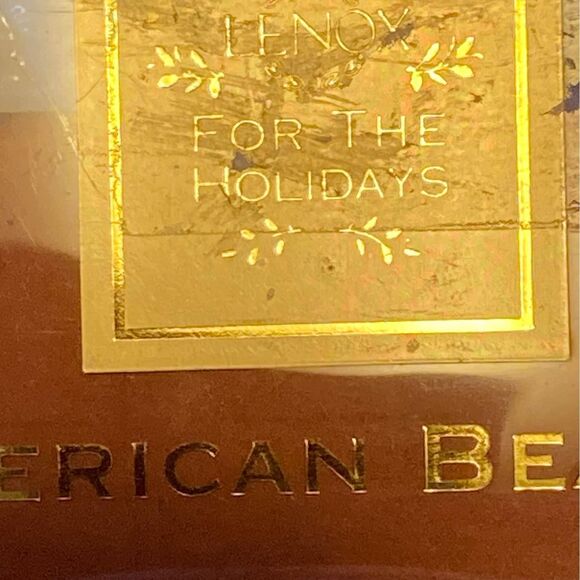 LENOX
FOR THE
HOLIDAYS
ERICAN BEA